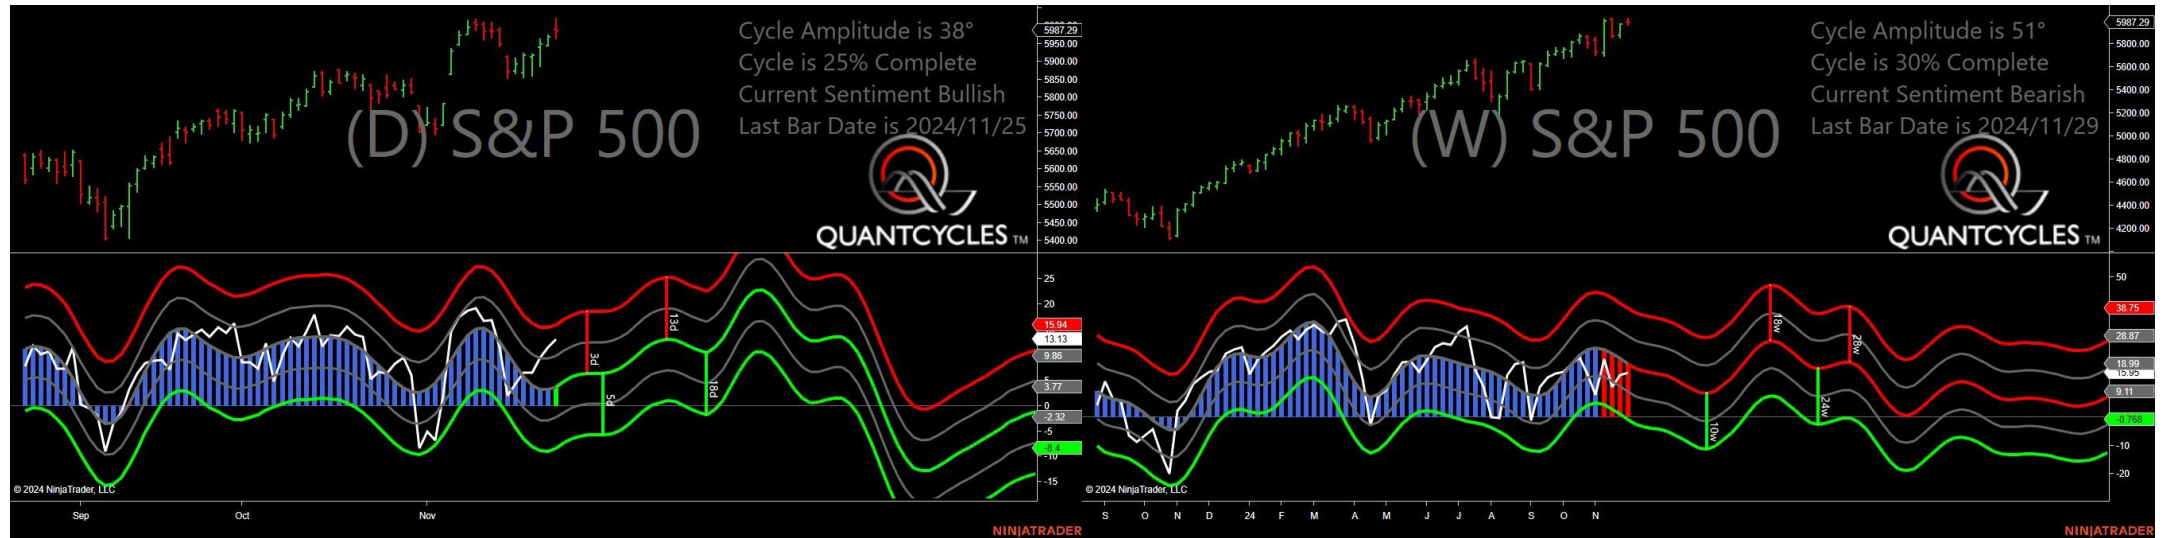 5987.29
5950.00
5900.00
5850.00
5800.00
5750.00
5700.00
5650.00
5600.00
5550.00
5500.00
5450.00
5400.00
Cycle Amplitude is 38°
Cycle is 25% Complete
Current Sentiment Bullish
Last Bar Date is 2024/11/25
(D) S&P 500
QUANTCYCLES TM
25
20
15.94
13.13
9.86
5
3.77
0
-2.32
-5
-8.4
-10
-15
3d
5d
13d
18d
© 2024 NinjaTrader, LLC
Sep Oct Nov
NINJATRADER
5987.29
5800.00
5600.00
5400.00
5200.00
5000.00
4800.00
4600.00
4400.00
4200.00
Cycle Amplitude is 51°
Cycle is 30% Complete
Current Sentiment Bearish
Last Bar Date is 2024/11/29
(W) S&P 500
QUANTCYCLES TM
50
38.75
28.87
18.99
15.95
9.11
-0.768
-10
-20
10w
18w
24w
28w
© 2024 NinjaTrader, LLC
S O N D 24 F M A M J J A S O N
NINJATRADER